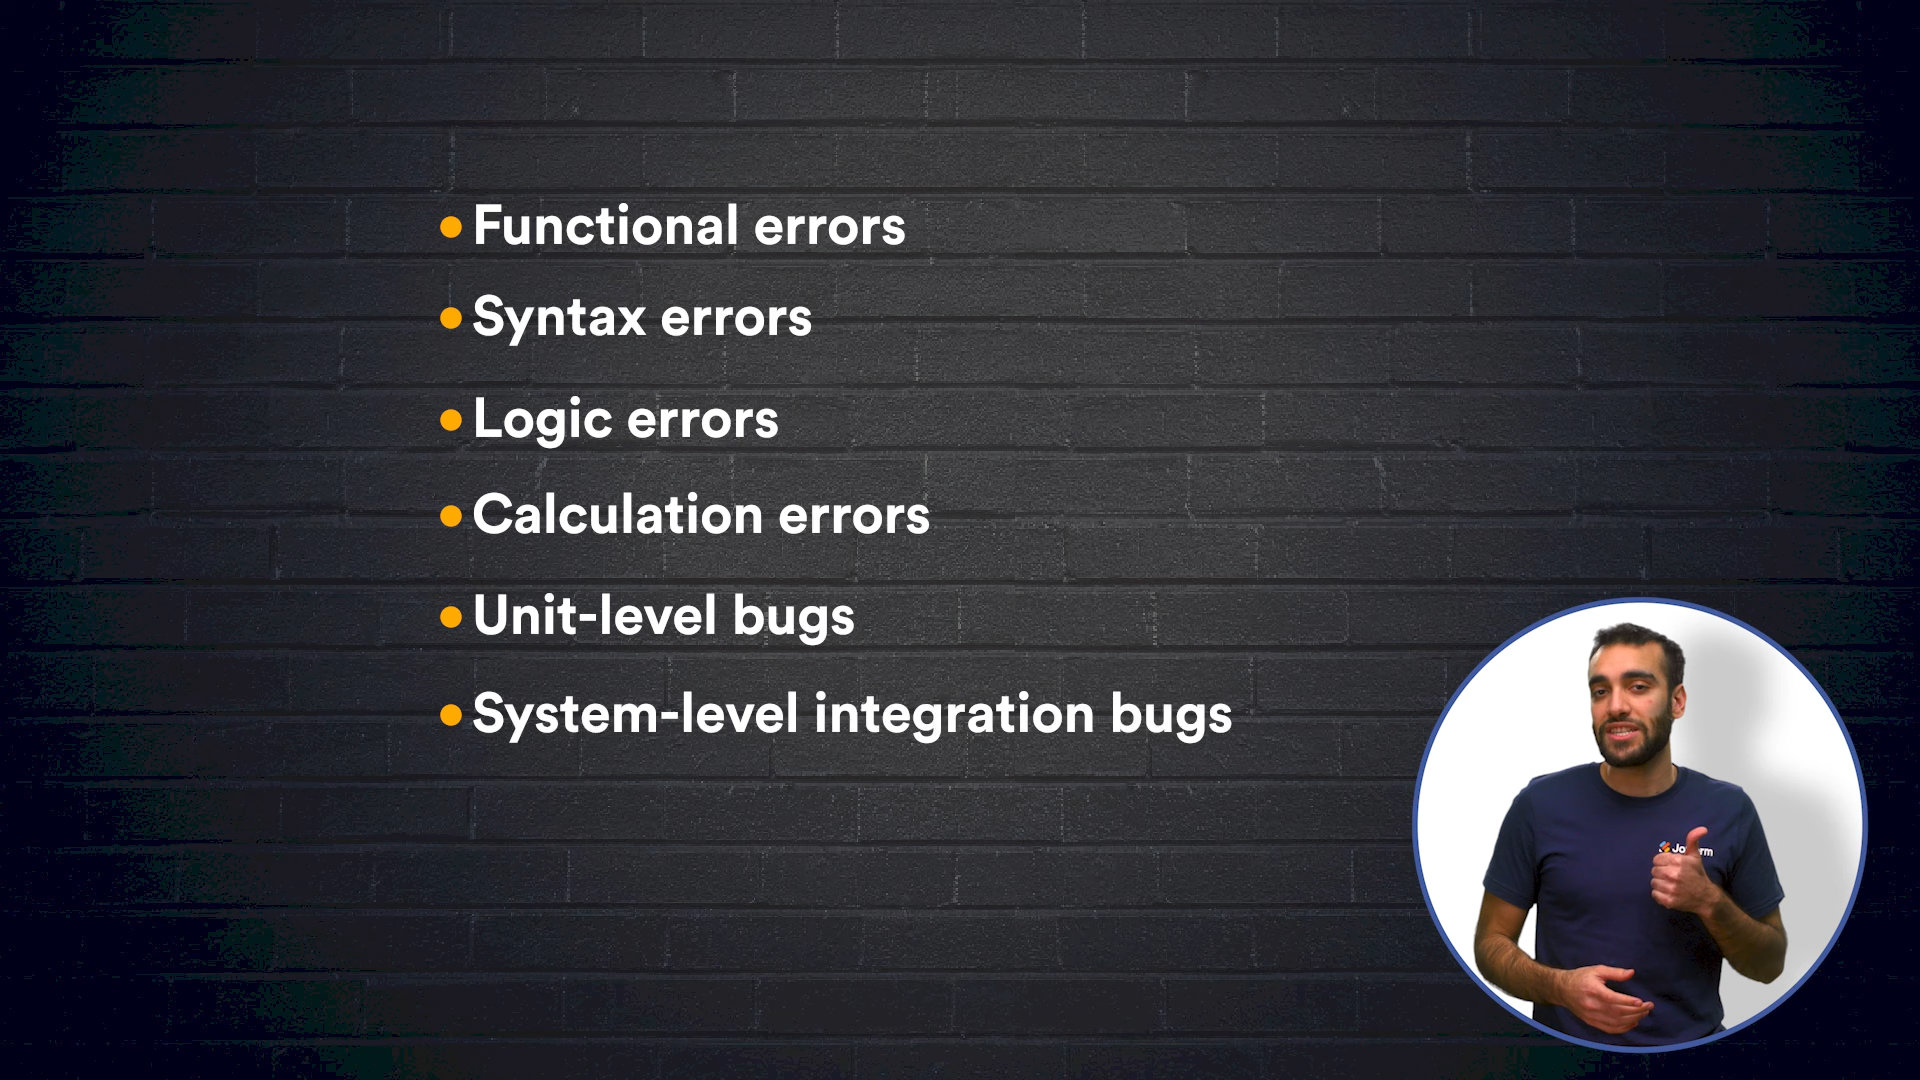 Functional errors
Syntax errors
Logic errors
Calculation errors
Unit-level bugs
System-level integration bugs